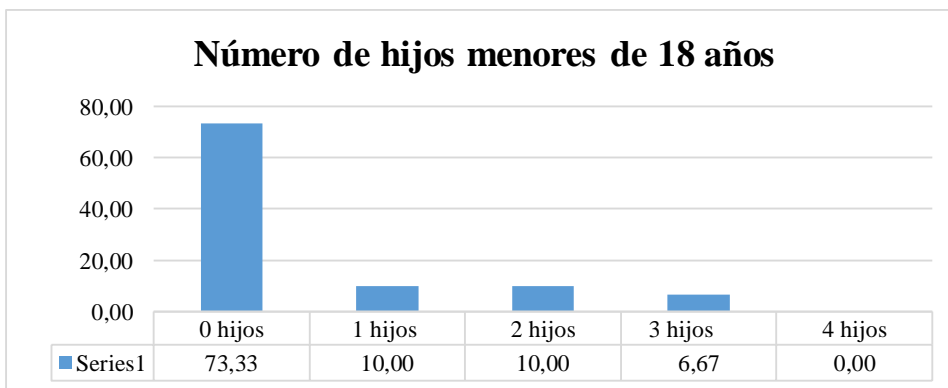 Número de hijos menores de 18 años
80,00
60,00
40,00
20,00
0,00
0 hijos 1 hijos 2 hijos 3 hijos 4 hijos
Series1 73,33 10,00 10,00 6,67 0,00